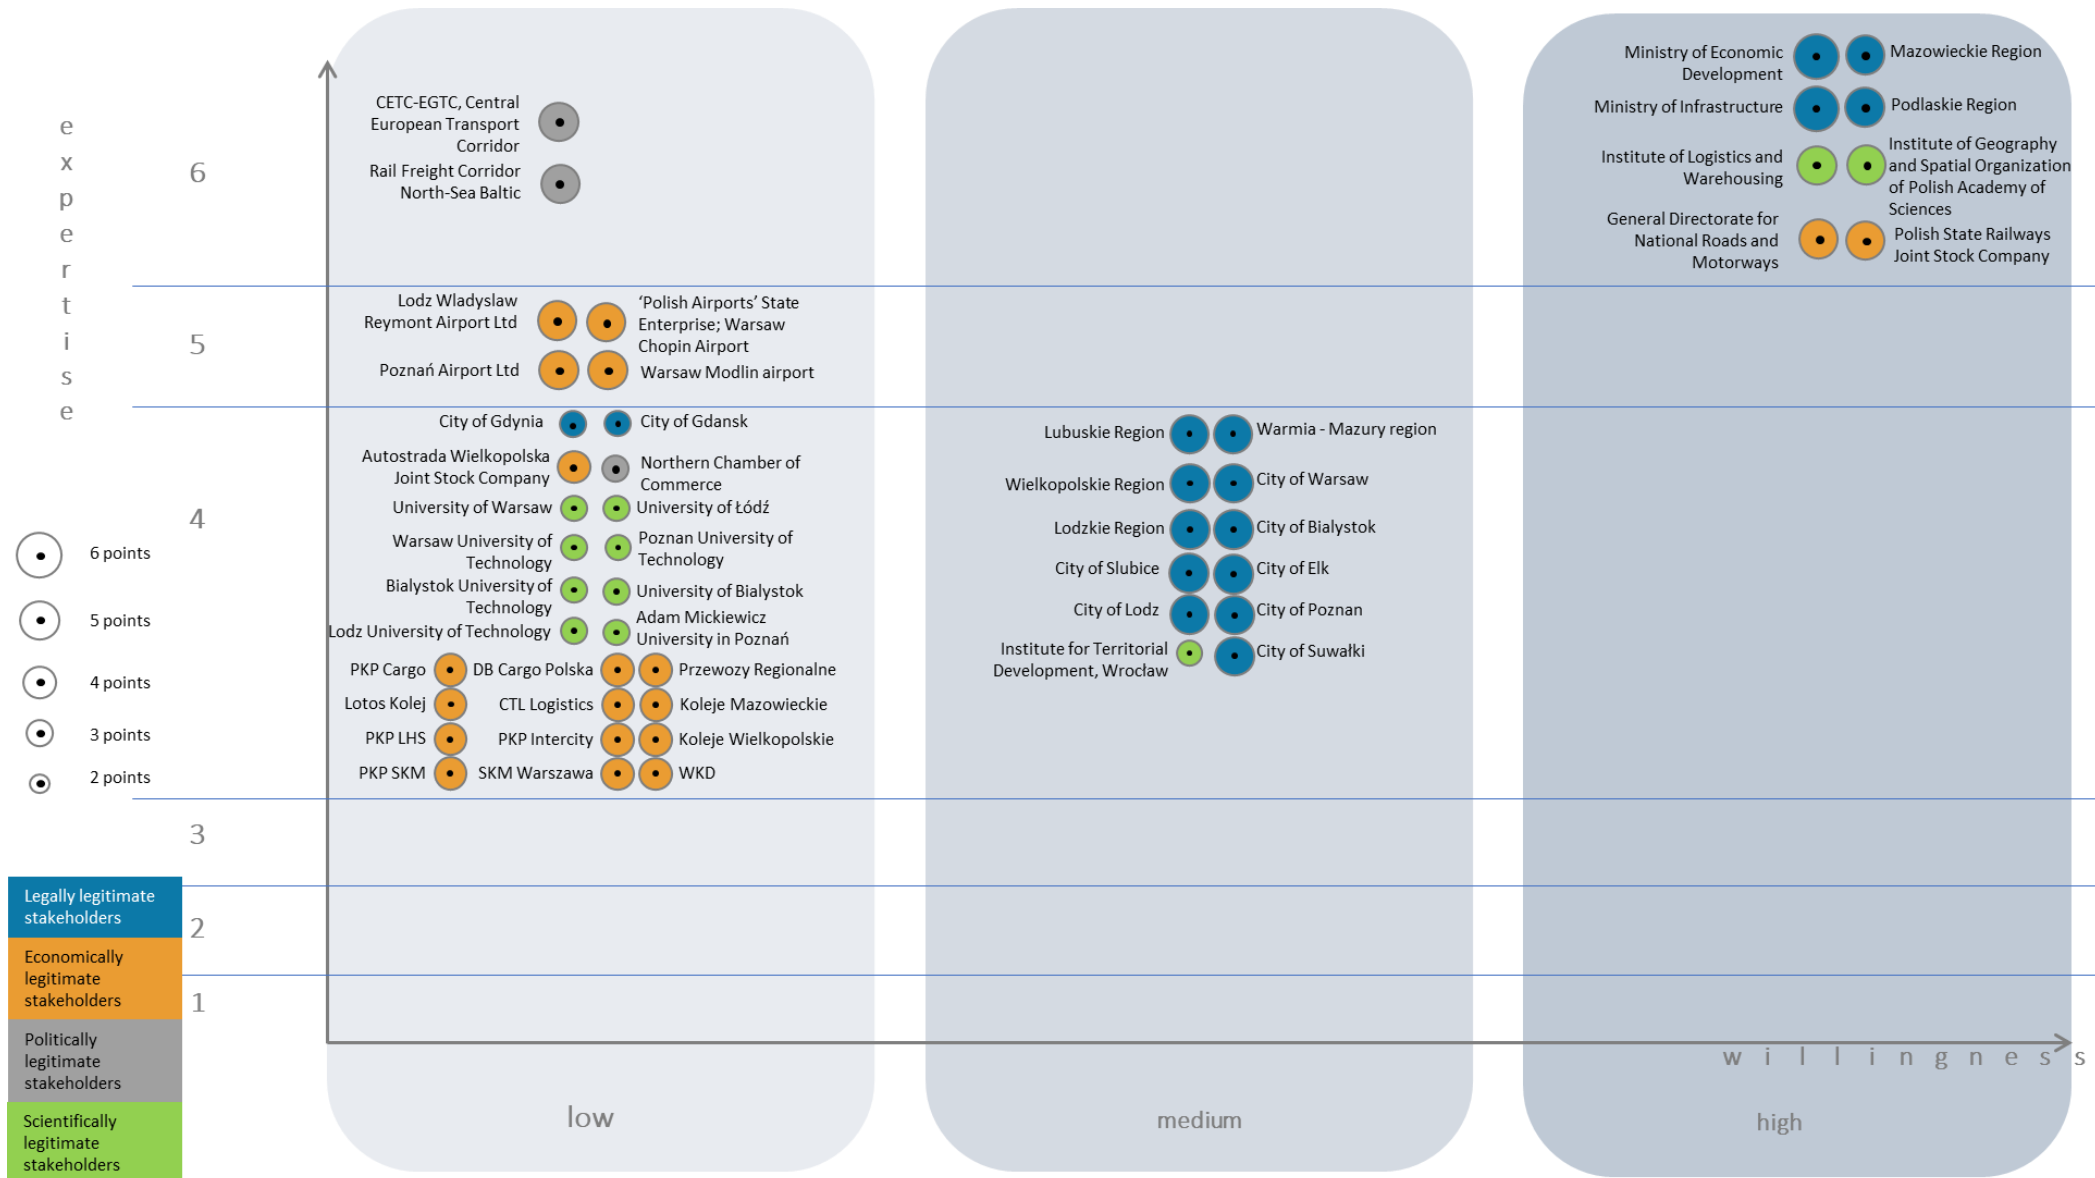 e
x
p
e
r
t
i
s
e
6
5
4
3
2
1
6 points
5 points
4 points
3 points
2 points
Legally legitimate
stakeholders
Economically
legitimate
stakeholders
Politically
legitimate
stakeholders
Scientifically
legitimate
stakeholders
CETC-EGTC, Central
European Transport
Corridor
Rail Freight Corridor
North-Sea Baltic
Lodz Wladyslaw
Reymont Airport Ltd
‘Polish Airports’ State
Enterprise; Warsaw
Chopin Airport
Poznań Airport Ltd
Warsaw Modlin airport
City of Gdynia
City of Gdansk
Autostrada Wielkopolska
Joint Stock Company
Northern Chamber of
Commerce
University of Warsaw
University of Łódź
Warsaw University of
Technology
Poznan University of
Technology
Bialystok University of
Technology
University of Bialystok
Lodz University of Technology
Adam Mickiewicz
University in Poznań
PKP Cargo
DB Cargo Polska
Przewozy Regionalne
Lotos Kolej
CTL Logistics
Koleje Mazowieckie
PKP LHS
PKP Intercity
Koleje Wielkopolskie
PKP SKM
SKM Warszawa
WKD
Lubuskie Region
Warmia - Mazury region
Wielkopolskie Region
City of Warsaw
Lodzkie Region
City of Bialystok
City of Slubice
City of Elk
City of Lodz
City of Poznan
Institute for Territorial
Development, Wrocław
City of Suwałki
Ministry of Economic
Development
Mazowieckie Region
Ministry of Infrastructure
Podlaskie Region
Institute of Logistics and
Warehousing
Institute of Geography
and Spatial Organization
of Polish Academy of
Sciences
General Directorate for
National Roads and
Motorways
Polish State Railways
Joint Stock Company
w i l l i n g n e s s
low
medium
high